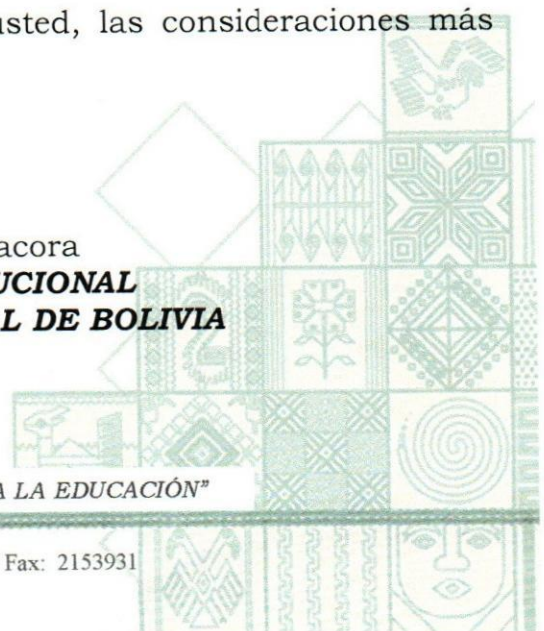 usted, las consideraciones más
acora
UCIONAL
L DE BOLIVIA
A LA EDUCACIÓN”
Fax: 2153931